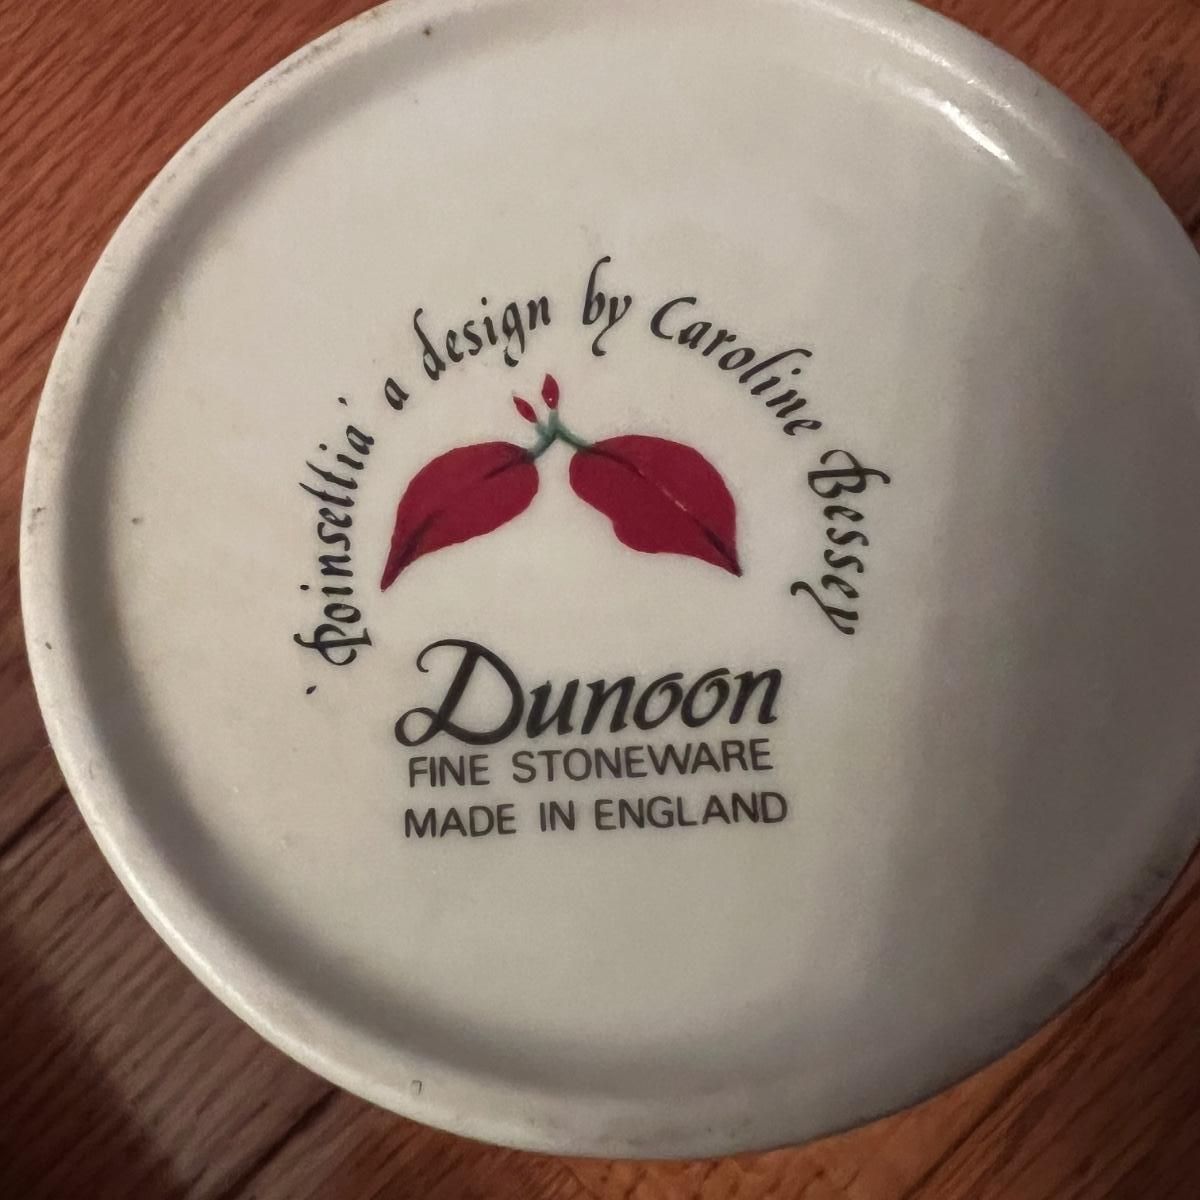 'Poinsettia' a design by Caroline Bessey
Dunoon
FINE STONEWARE
MADE IN ENGLAND